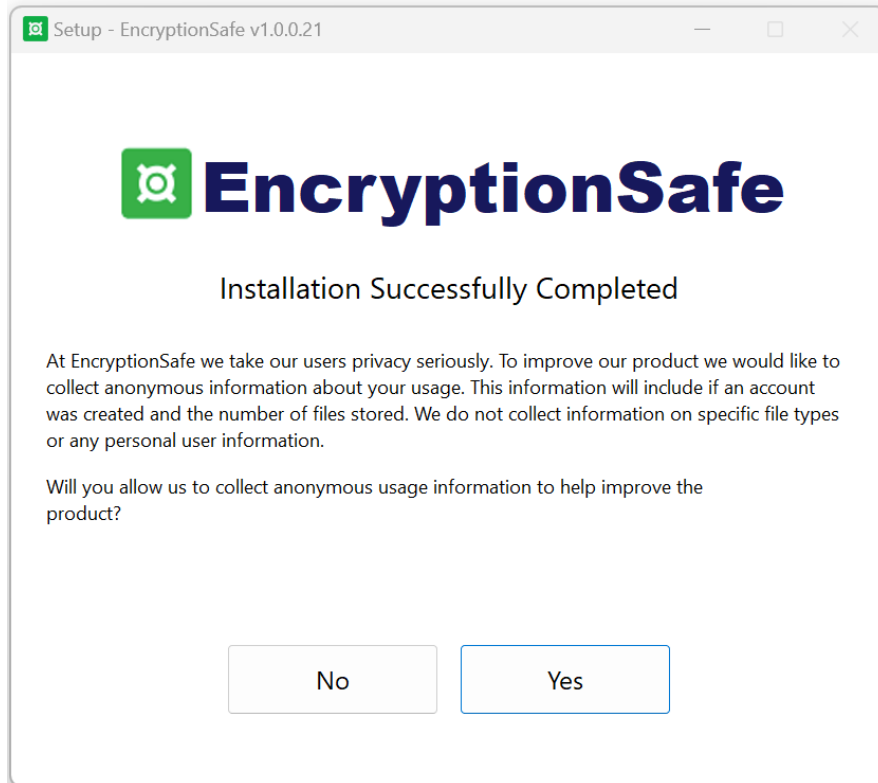 Setup - EncryptionSafe v1.0.0.21
EncryptionSafe
Installation Successfully Completed
At EncryptionSafe we take our users privacy seriously. To improve our product we would like to
collect anonymous information about your usage. This information will include if an account
was created and the number of files stored. We do not collect information on specific file types
or any personal user information.
Will you allow us to collect anonymous usage information to help improve the
product?
No
Yes